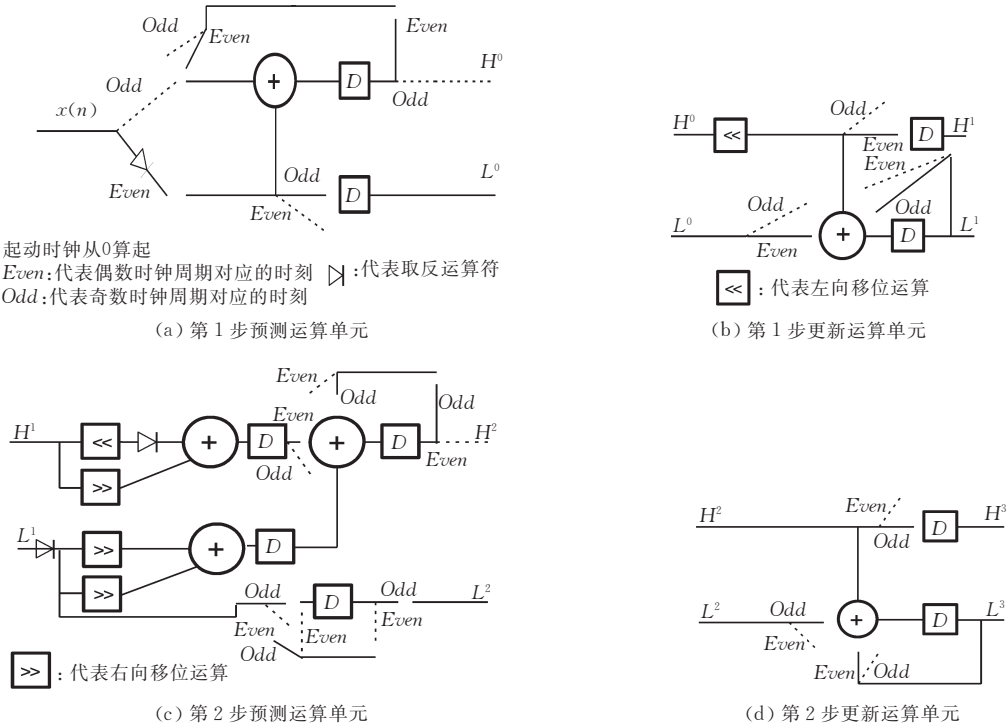 Odd
Even
Even
H⁰
Odd
D
Odd
x(n)
+
Even
Odd
Even
D
L⁰
起动时钟从0算起
Even:代表偶数时钟周期对应的时刻
:代表取反运算符
Odd:代表奇数时钟周期对应的时刻
(a) 第 1 步预测运算单元
H⁰
<<
Odd
Even
D
H¹
Even
L⁰
Odd
Even
+
Odd
D
L¹
<< : 代表左向移位运算
(b) 第 1 步更新运算单元
Even
Odd
Odd
H¹
<<
+
Even
D
Odd
+
D
Even
H²
>>
L¹
>>
+
D
>>
Odd
Even
Odd
D
Even
Odd
Even
L²
>> : 代表右向移位运算
(c) 第 2 步预测运算单元
H²
Even
Odd
D
H³
L²
Odd
Even
+
D
L³
Even
Odd
(d) 第 2 步更新运算单元